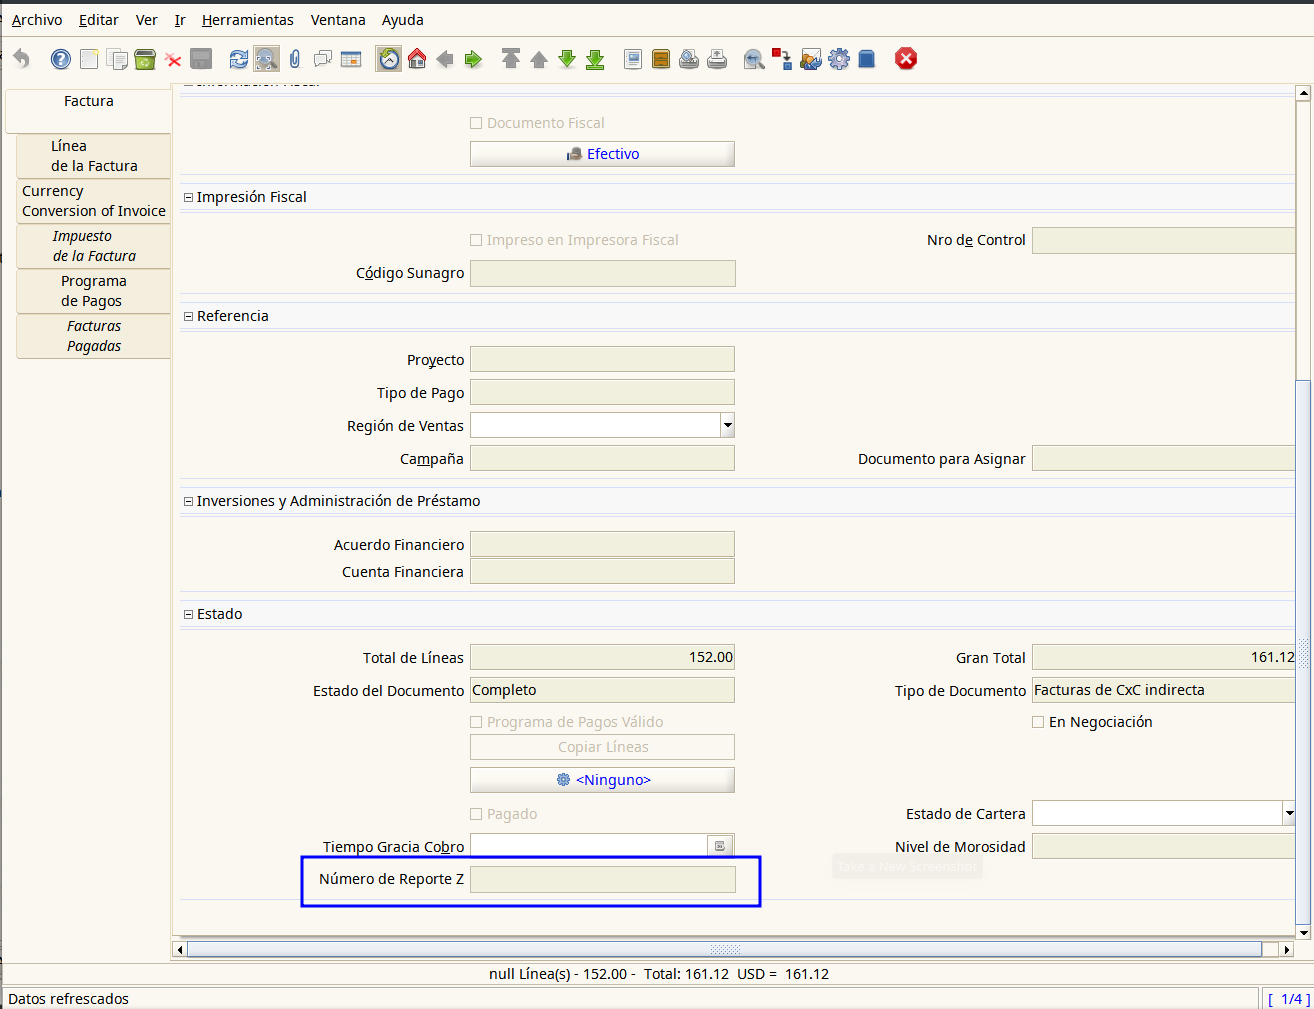 Archivo Editar Ver Ir Herramientas Ventana Ayuda
Factura
Línea
de la Factura
Currency
Conversion of Invoice
Impuesto
de la Factura
Programa
de Pagos
Facturas
Pagadas
Documento Fiscal
Efectivo
Impresión Fiscal
Impreso en Impresora Fiscal
Nro de Control
Código Sunagro
Referencia
Proyecto
Tipo de Pago
Región de Ventas
Campaña
Documento para Asignar
Inversiones y Administración de Préstamo
Acuerdo Financiero
Cuenta Financiera
Estado
Total de Líneas 152.00
Gran Total 161.12
Estado del Documento Completo
Tipo de Documento Facturas de CxC indirecta
Programa de Pagos Válido
En Negociación
Copiar Líneas
<Ninguno>
Pagado
Estado de Cartera
Tiempo Gracia Cobro
Nivel de Morosidad
Take a New Screenshot
Número de Reporte Z
null Línea(s) - 152.00 - Total: 161.12 USD = 161.12
Datos refrescados
[ 1/4 ]